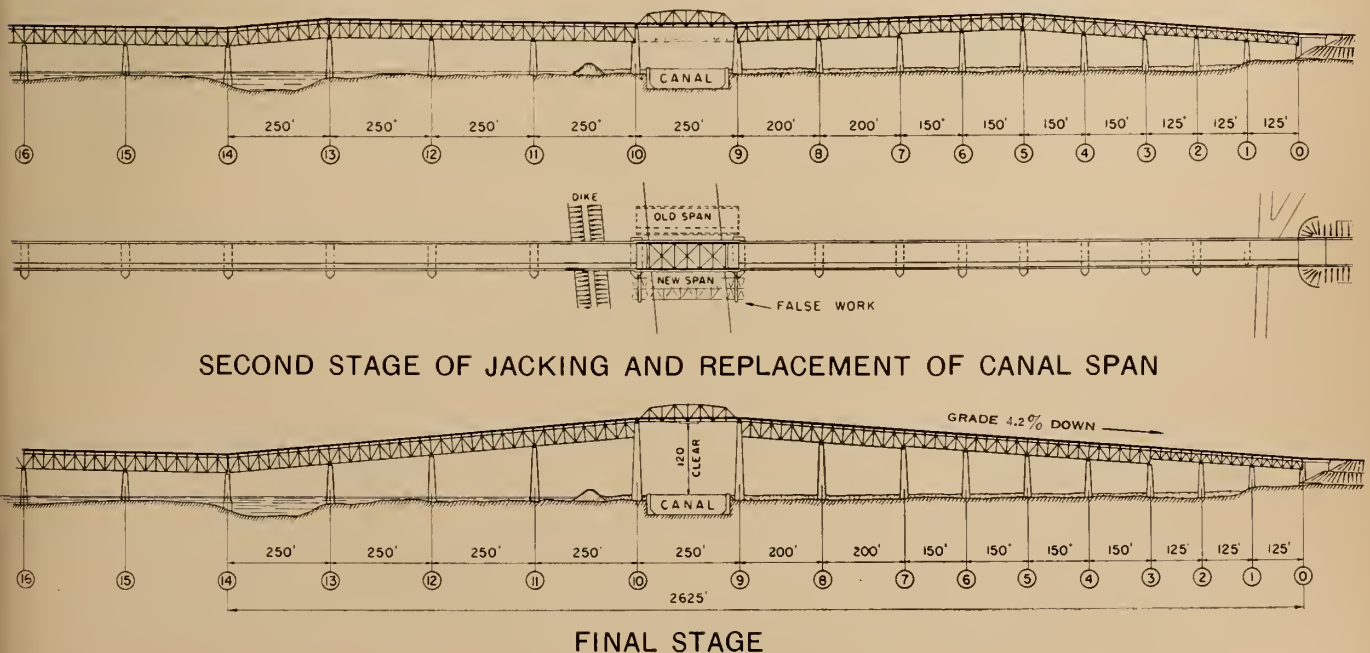 CANAL
250' 250' 250' 250' 250' 200' 200' 150' 150' 150' 150' 125' 125' 125'
16 15 14 13 12 11 10 9 8 7 6 5 4 3 2 1 0
DIKE
OLD SPAN
NEW SPAN
FALSE WORK
SECOND STAGE OF JACKING AND REPLACEMENT OF CANAL SPAN
GRADE 4.2% DOWN
120
CLEAR
CANAL
250' 250' 250' 250' 250' 200' 200' 150' 150' 150' 150' 125' 125' 125'
16 15 14 13 12 11 10 9 8 7 6 5 4 3 2 1 0
2625'
FINAL STAGE